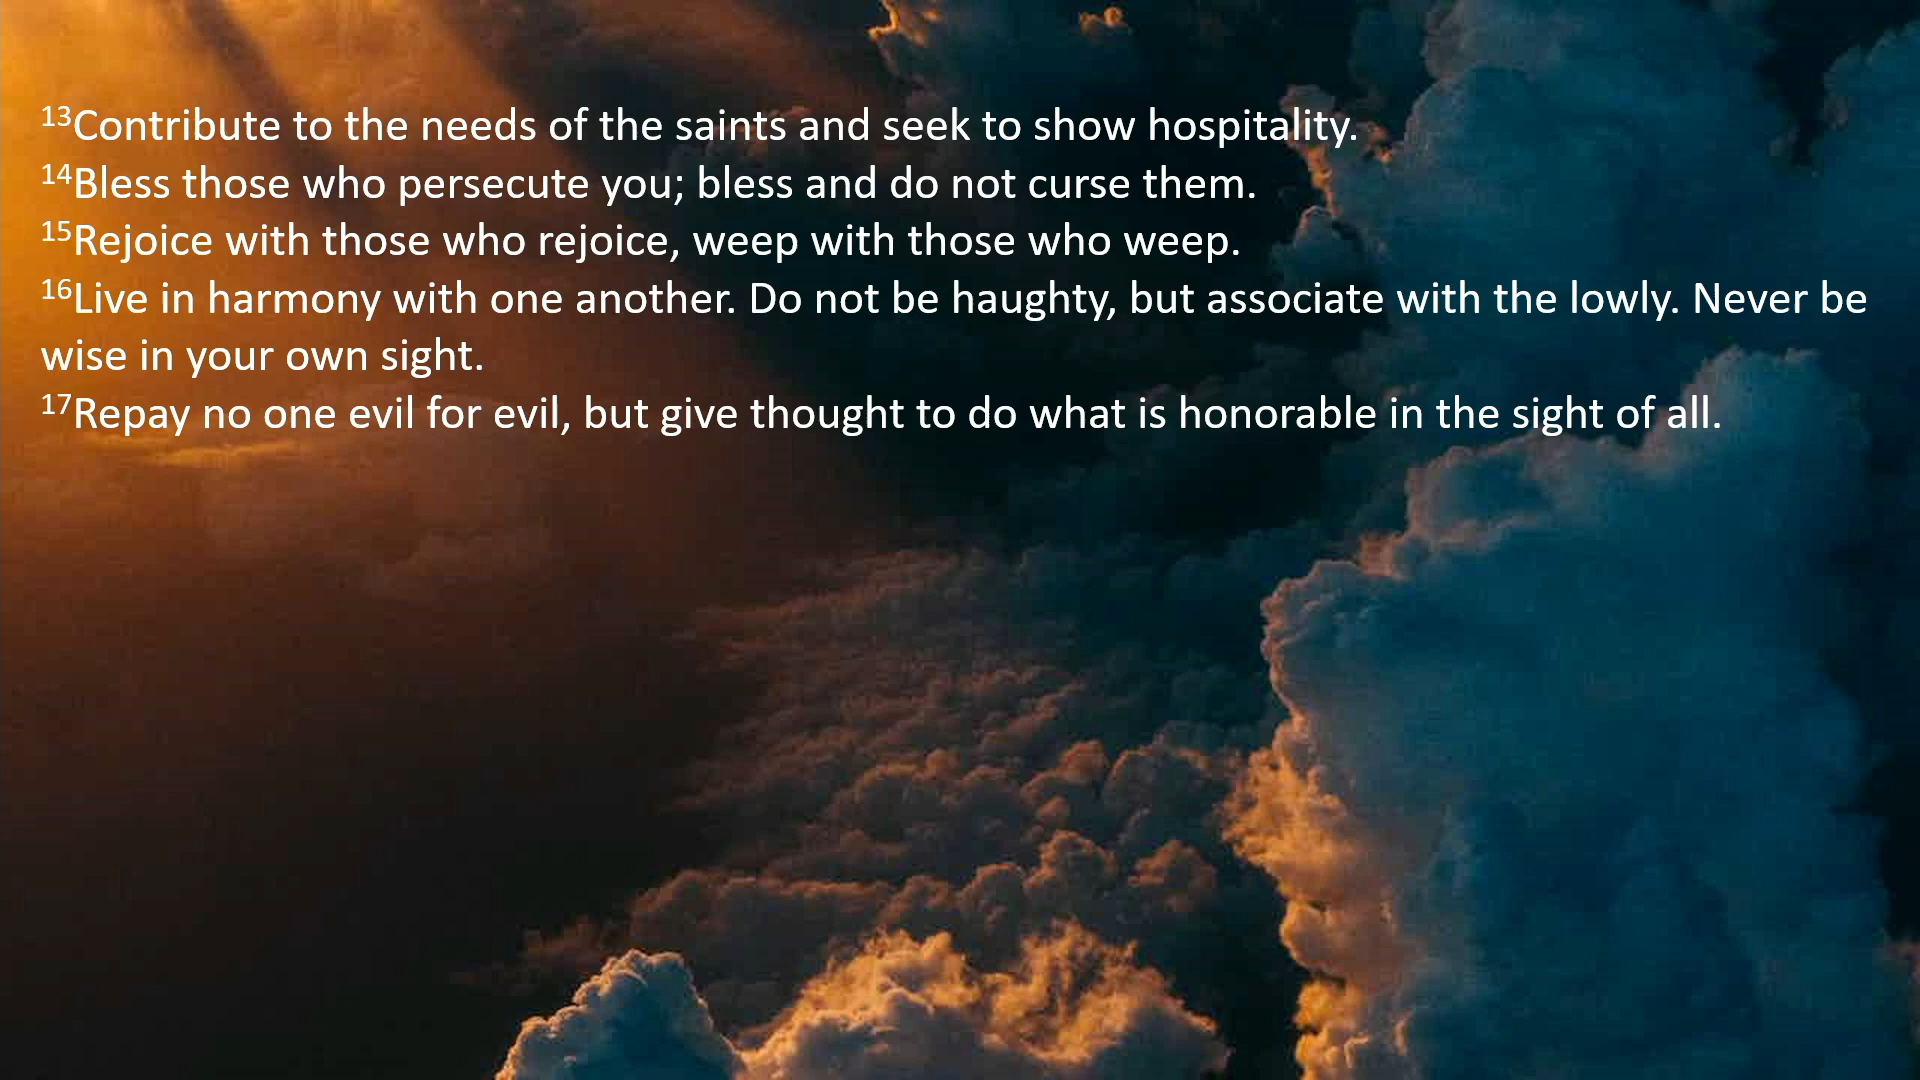 13Contribute to the needs of the saints and seek to show hospitality.
14Bless those who persecute you; bless and do not curse them.
15Rejoice with those who rejoice, weep with those who weep.
16Live in harmony with one another. Do not be haughty, but associate with the lowly. Never be
wise in your own sight.
17Repay no one evil for evil, but give thought to do what is honorable in the sight of all.